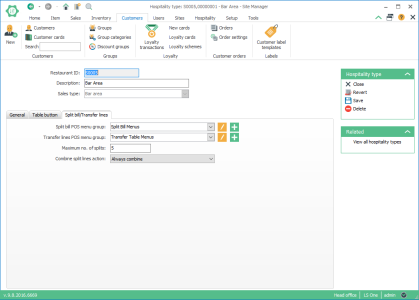 Hospitality type: 00005,00000001 - Bar Area - Site Manager
Home Item Sales Inventory Customers Users Sites Hospitality Setup Tools
New
Customers
Customer cards
Search
Customers
Groups
Group categories
Discount groups
Groups
Loyalty transactions
New cards
Loyalty cards
Loyalty schemes
Loyalty
Orders
Order settings
Customer orders
Customer label templates
Labels
Restaurant ID:
Description: Bar Area
Sales type: Bar area
General Table button Split bill/Transfer lines
Split bill POS menu group: Split Bill Menus
Transfer lines POS menu group: Transfer Table Menus
Maximum no. of splits: 5
Combine split lines action: Always combine
Hospitality type
Close
Revert
Save
Delete
Related
View all hospitality types
Head office LS One admin